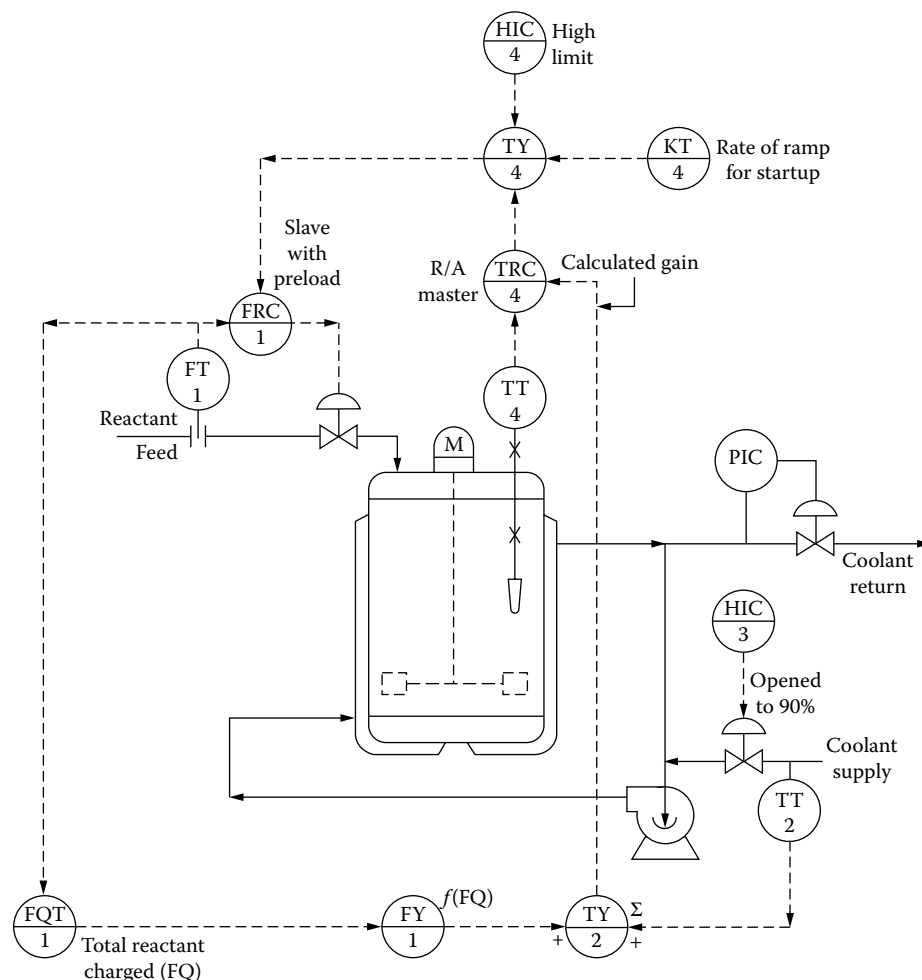 HIC
4
High
limit
TY
4
KT
4
Rate of ramp
for startup
Slave
with
preload
R/A
master
TRC
4
Calculated gain
FRC
1
FT
1
TT
4
Reactant
Feed
M
PIC
Coolant
return
HIC
3
Opened
to 90%
Coolant
supply
TT
2
FQT
1
Total reactant
charged (FQ)
FY
1
f(FQ)
+
TY
2
Σ
+